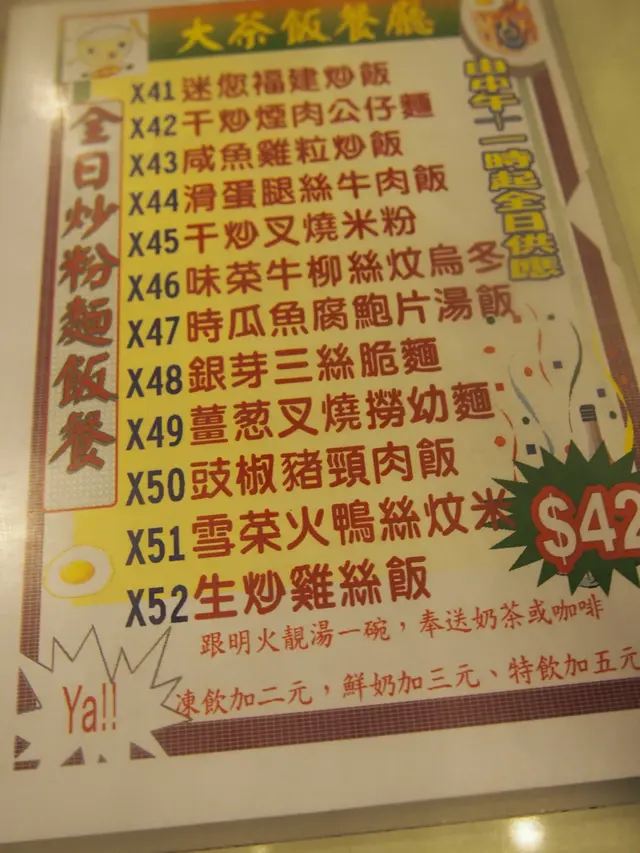 大茶飯餐廳
全日炒粉麵飯餐
由中午十一時起全日供應
X41 迷您福建炒飯
X42 干炒煙肉公仔麵
X43 咸魚雞粒炒飯
X44 滑蛋腿絲牛肉飯
X45 干炒叉燒米粉
X46 味菜牛柳絲炆烏冬
X47 時瓜魚腐鮑片湯飯
X48 銀芽三絲脆麵
X49 薑葱叉燒撈幼麵
X50 豉椒豬頸肉飯
X51 雪菜火鴨絲炆米
$42
X52 生炒雞絲飯
跟明火靚湯一碗，奉送奶茶或咖啡
Ya!!
凍飲加二元，鮮奶加三元、特飲加五元